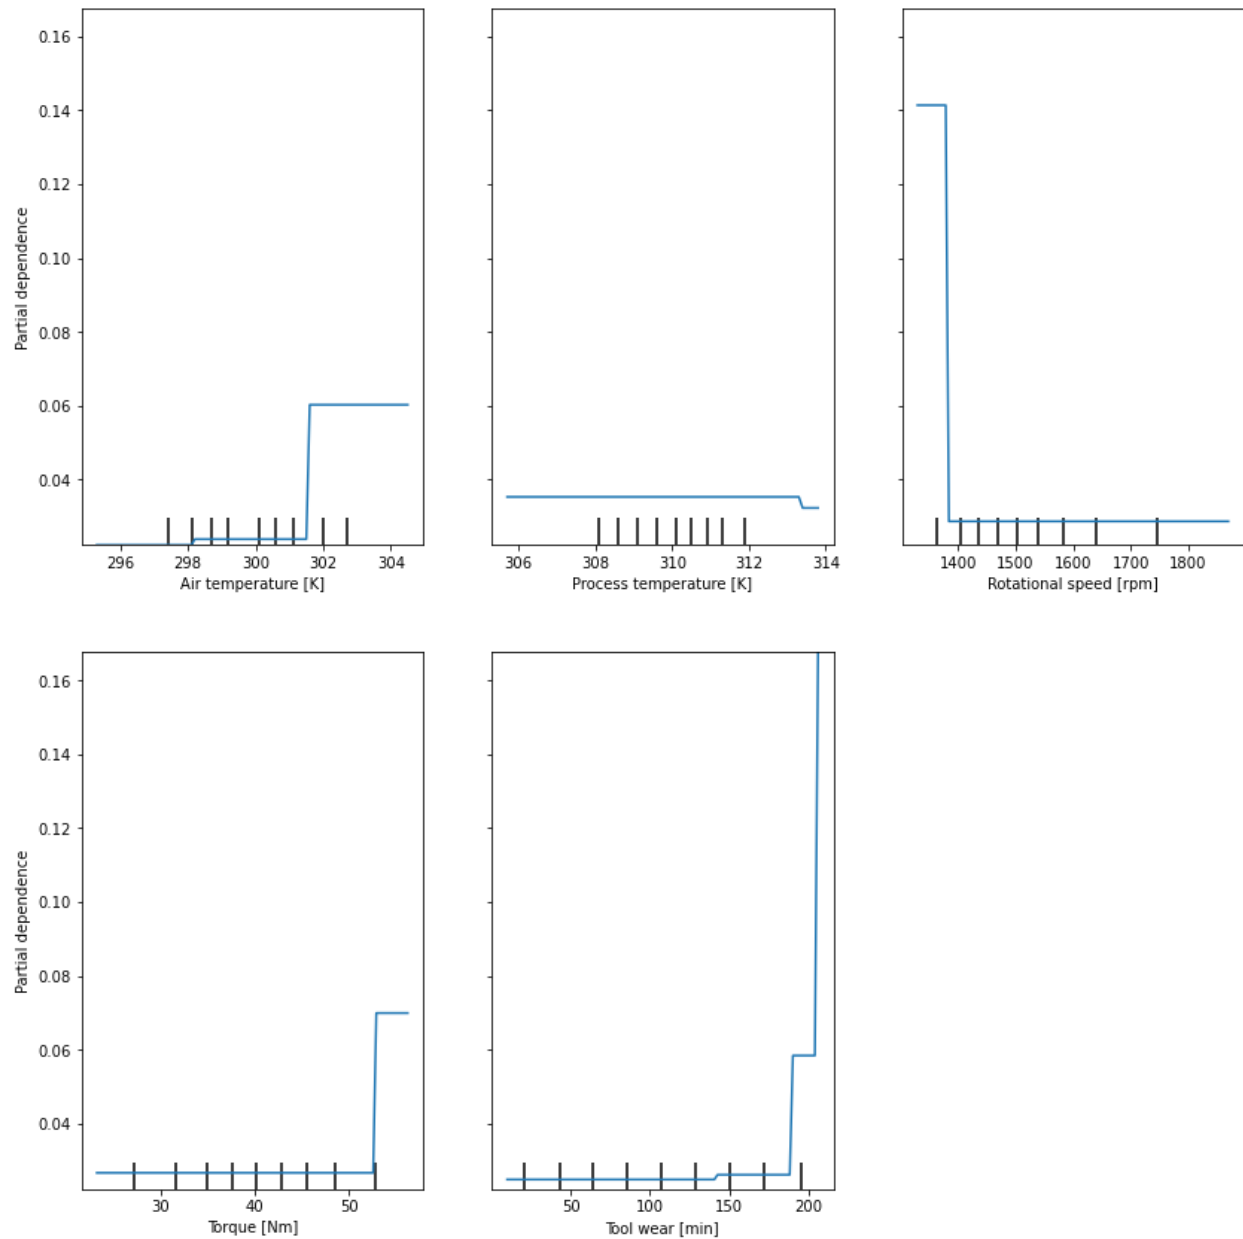 0.16
0.14
0.12
0.10
0.08
0.06
0.04
Partial dependence
296 298 300 302 304
Air temperature [K]
306 308 310 312 314
Process temperature [K]
1400 1500 1600 1700 1800
Rotational speed [rpm]
0.16
0.14
0.12
0.10
0.08
0.06
0.04
Partial dependence
30 40 50
Torque [Nm]
50 100 150 200
Tool wear [min]